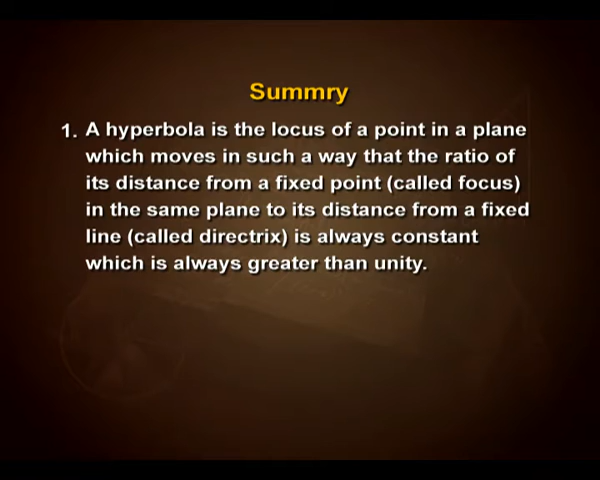 Summry
1. A hyperbola is the locus of a point in a plane
which moves in such a way that the ratio of
its distance from a fixed point (called focus)
in the same plane to its distance from a fixed
line (called directrix) is always constant
which is always greater than unity.